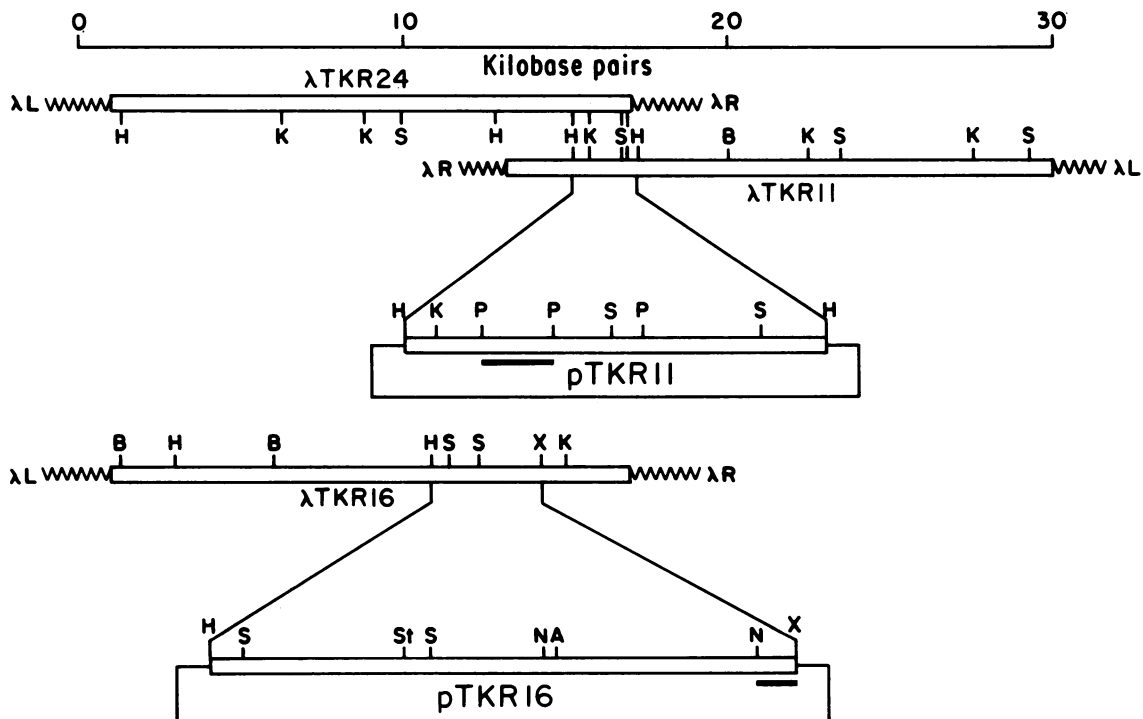 0 10 20 30
Kilobase pairs
λTKR24
λL λR
H K K S H H K S H B K S K S
λR λL
λTKR11
H K P P S P S H
pTKR11
B H B H S S X K
λL λR
λTKR16
H S St S N A N X
pTKR16